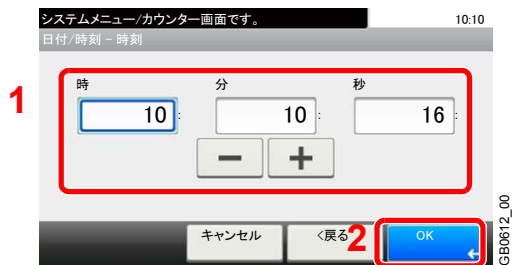 システムメニュー/カウンター画面です。 10:10
日付/時刻 - 時刻
1
時 分 秒
10 : 10 : 16 :
− +
キャンセル <戻る 2 OK
GB0612_00